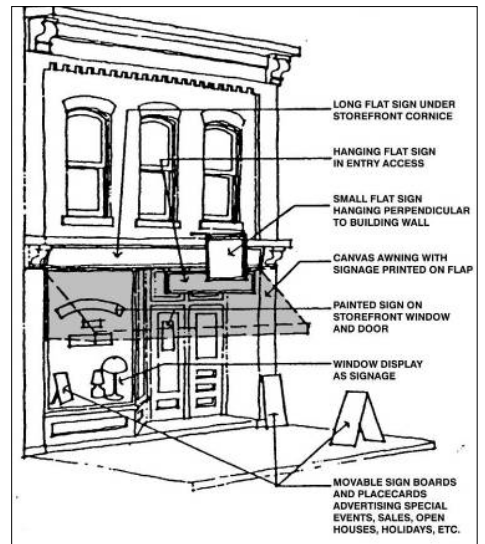 LONG FLAT SIGN UNDER
STOREFRONT CORNICE
HANGING FLAT SIGN
IN ENTRY ACCESS
SMALL FLAT SIGN
HANGING PERPENDICULAR
TO BUILDING WALL
CANVAS AWNING WITH
SIGNAGE PRINTED ON FLAP
PAINTED SIGN ON
STOREFRONT WINDOW
AND DOOR
WINDOW DISPLAY
AS SIGNAGE
MOVABLE SIGN BOARDS
AND PLACECARDS
ADVERTISING SPECIAL
EVENTS, SALES, OPEN
HOUSES, HOLIDAYS, ETC.